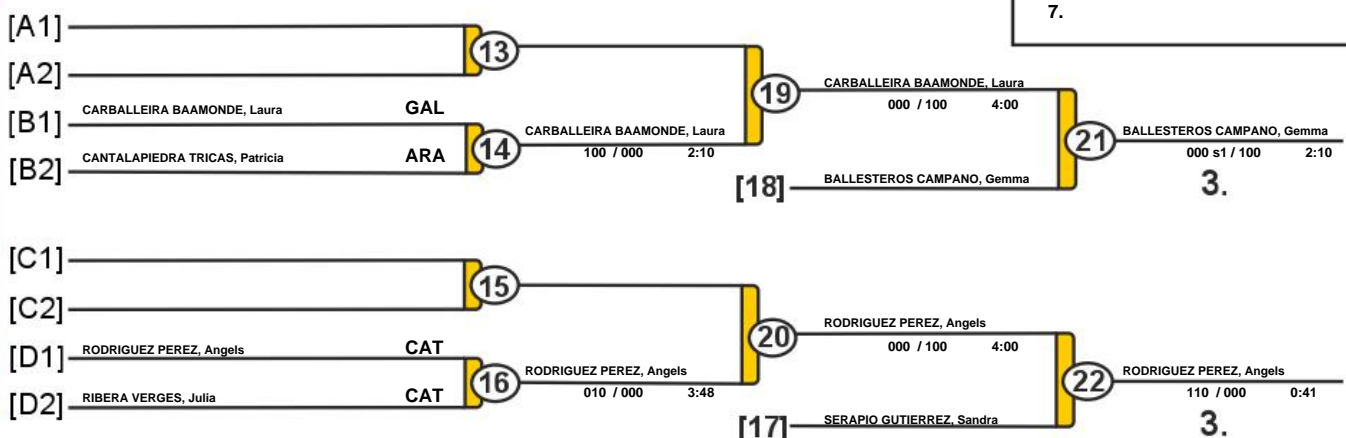 7.
[A1]
13
[A2]
19
CARBALLEIRA BAAMONDE, Laura
000 / 100 4:00
[B1] CARBALLEIRA BAAMONDE, Laura GAL
14
CARBALLEIRA BAAMONDE, Laura
100 / 000 2:10
[B2] CANTALAPIEDRA TRICAS, Patricia ARA
21
BALLESTEROS CAMPANO, Gemma
000 s1 / 100 2:10
3.
[18] BALLESTEROS CAMPANO, Gemma
[C1]
15
[C2]
20
RODRIGUEZ PEREZ, Angels
000 / 100 4:00
[D1] RODRIGUEZ PEREZ, Angels CAT
16
RODRIGUEZ PEREZ, Angels
010 / 000 3:48
[D2] RIBERA VERGES, Julia CAT
22
RODRIGUEZ PEREZ, Angels
110 / 000 0:41
3.
[17] SERAPIO GUTIERREZ, Sandra